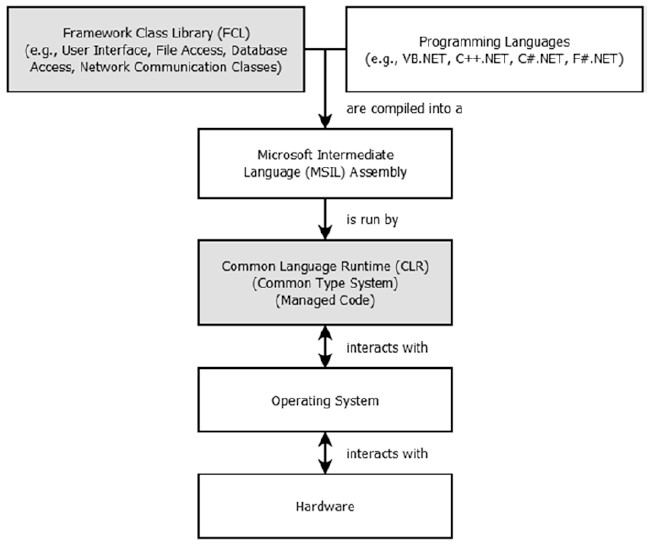 Framework Class Library (FCL)
(e.g., User Interface, File Access, Database
Access, Network Communication Classes)
Programming Languages
(e.g., VB.NET, C++.NET, C#.NET, F#.NET)
are compiled into a
Microsoft Intermediate
Language (MSIL) Assembly
is run by
Common Language Runtime (CLR)
(Common Type System)
(Managed Code)
interacts with
Operating System
interacts with
Hardware